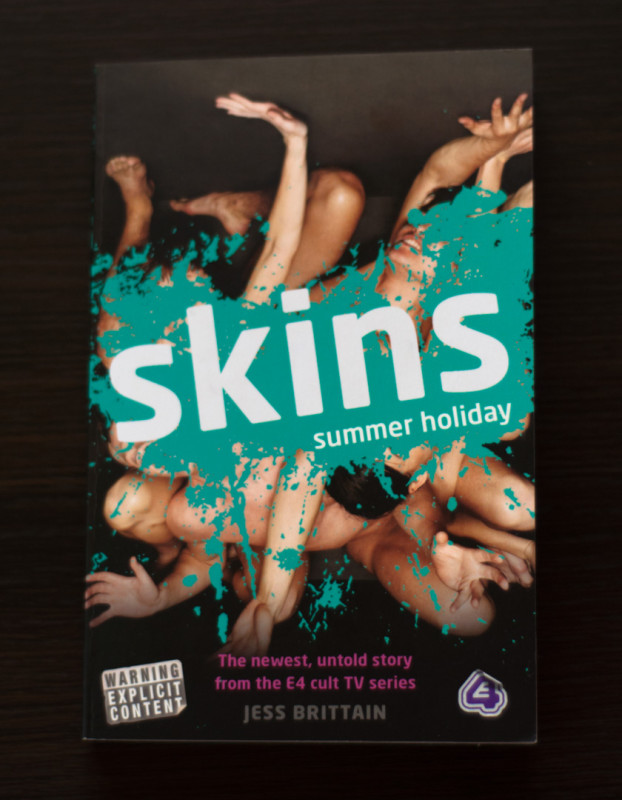 skins
summer holiday
The newest, untold story
from the E4 cult TV series
JESS BRITTAIN
WARNING
EXPLICIT
CONTENT
E4